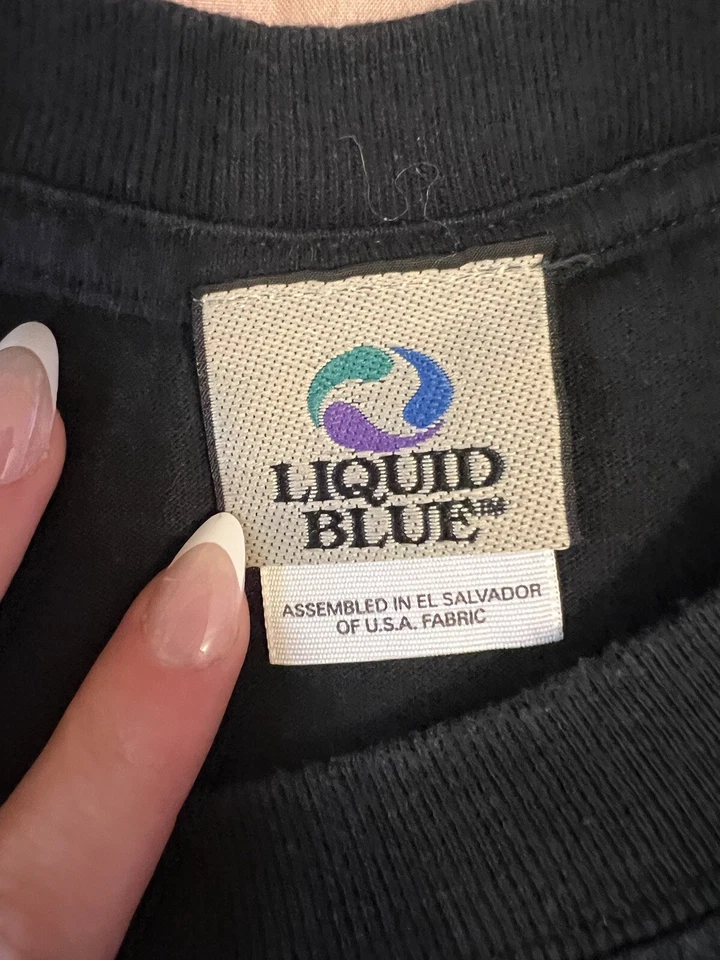 LIQUID
BLUE™
ASSEMBLED IN EL SALVADOR
OF U.S.A. FABRIC